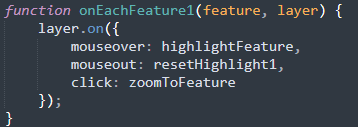 function onEachFeature1(feature, layer) {
    layer.on({
        mouseover: highlightFeature,
        mouseout: resetHighlight1,
        click: zoomToFeature
    });
}